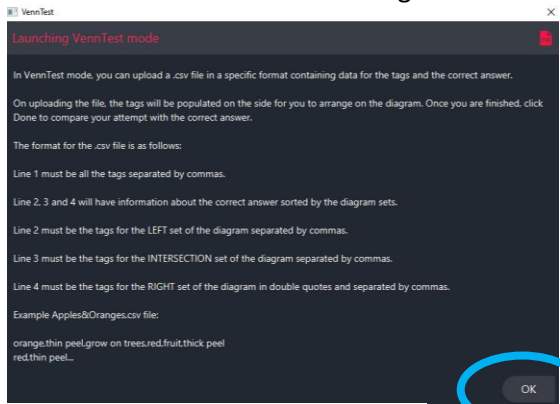 VennTest
Launching VennTest mode
In VennTest mode, you can upload a .csv file in a specific format containing data for the tags and the correct answer.
On uploading the file, the tags will be populated on the side for you to arrange on the diagram. Once you are finished, click
Done to compare your attempt with the correct answer.
The format for the .csv file is as follows:
Line 1 must be all the tags separated by commas.
Line 2, 3 and 4 will have information about the correct answer sorted by the diagram sets.
Line 2 must be the tags for the LEFT set of the diagram separated by commas.
Line 3 must be the tags for the INTERSECTION set of the diagram separated by commas.
Line 4 must be the tags for the RIGHT set of the diagram in double quotes and separated by commas.
Example Apples&Oranges.csv file:
orange,thin peel,grow on trees,red,fruit,thick peel
red,thin peel...
OK